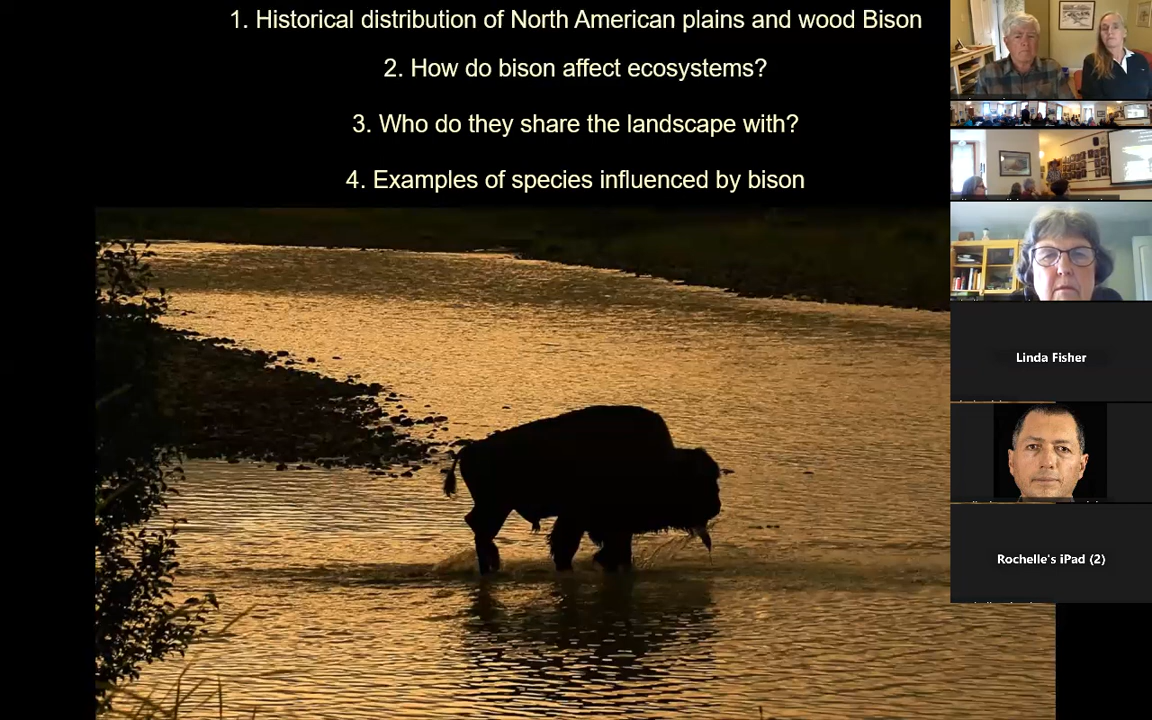 1. Historical distribution of North American plains and wood Bison
2. How do bison affect ecosystems?
3. Who do they share the landscape with?
4. Examples of species influenced by bison
Linda Fisher
Rochelle's iPad (2)